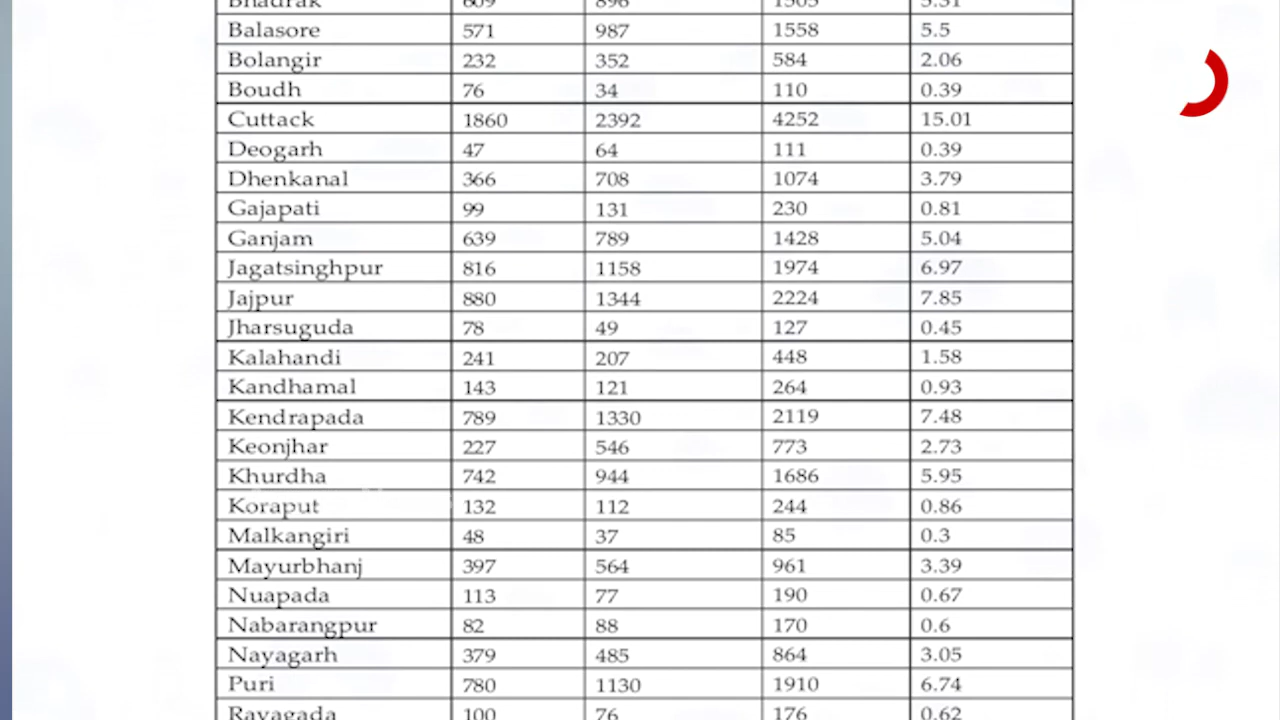 Bhadrak 609 896 1505 5.31
Balasore 571 987 1558 5.5
Bolangir 232 352 584 2.06
Boudh 76 34 110 0.39
Cuttack 1860 2392 4252 15.01
Deogarh 47 64 111 0.39
Dhenkanal 366 708 1074 3.79
Gajapati 99 131 230 0.81
Ganjam 639 789 1428 5.04
Jagatsinghpur 816 1158 1974 6.97
Jajpur 880 1344 2224 7.85
Jharsuguda 78 49 127 0.45
Kalahandi 241 207 448 1.58
Kandhamal 143 121 264 0.93
Kendrapada 789 1330 2119 7.48
Keonjhar 227 546 773 2.73
Khurdha 742 944 1686 5.95
Koraput 132 112 244 0.86
Malkangiri 48 37 85 0.3
Mayurbhanj 397 564 961 3.39
Nuapada 113 77 190 0.67
Nabarangpur 82 88 170 0.6
Nayagarh 379 485 864 3.05
Puri 780 1130 1910 6.74
Rayagada 100 76 176 0.62